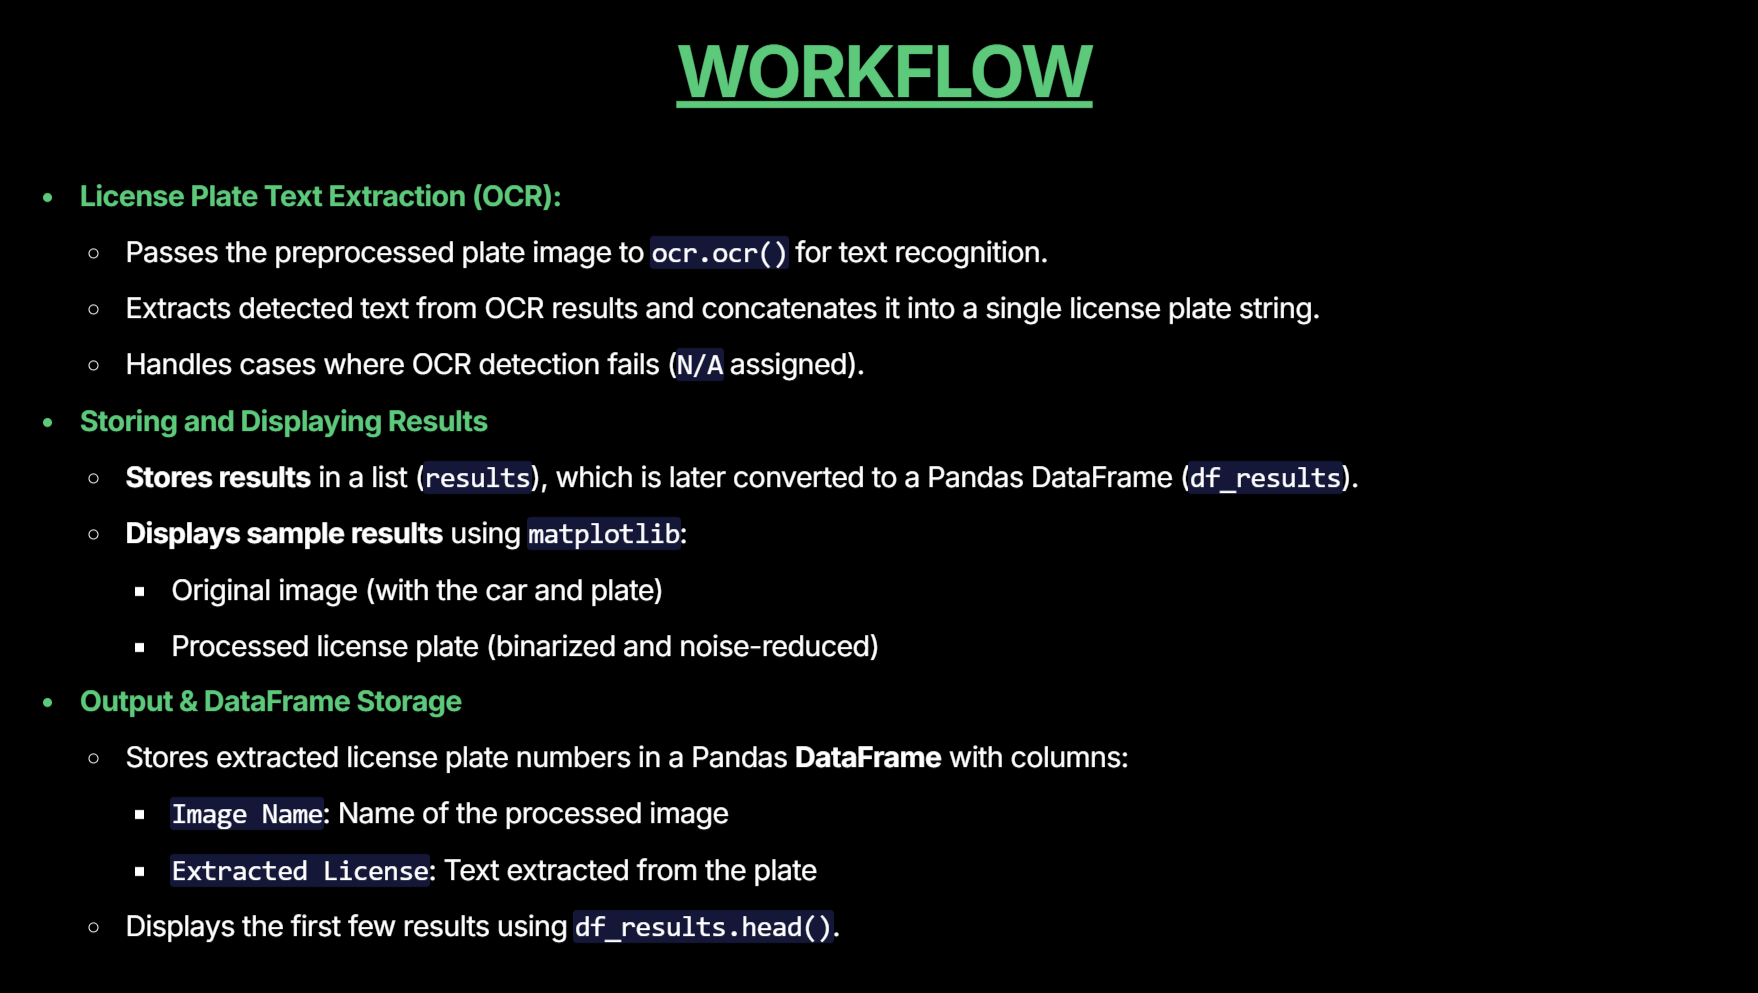 WORKFLOW
• License Plate Text Extraction (OCR):
○ Passes the preprocessed plate image to ocr.ocr() for text recognition.
○ Extracts detected text from OCR results and concatenates it into a single license plate string.
○ Handles cases where OCR detection fails (N/A assigned).
• Storing and Displaying Results
○ Stores results in a list (results), which is later converted to a Pandas DataFrame (df_results).
○ Displays sample results using matplotlib:
▪ Original image (with the car and plate)
▪ Processed license plate (binarized and noise-reduced)
• Output & DataFrame Storage
○ Stores extracted license plate numbers in a Pandas DataFrame with columns:
▪ Image Name: Name of the processed image
▪ Extracted License: Text extracted from the plate
○ Displays the first few results using df_results.head().